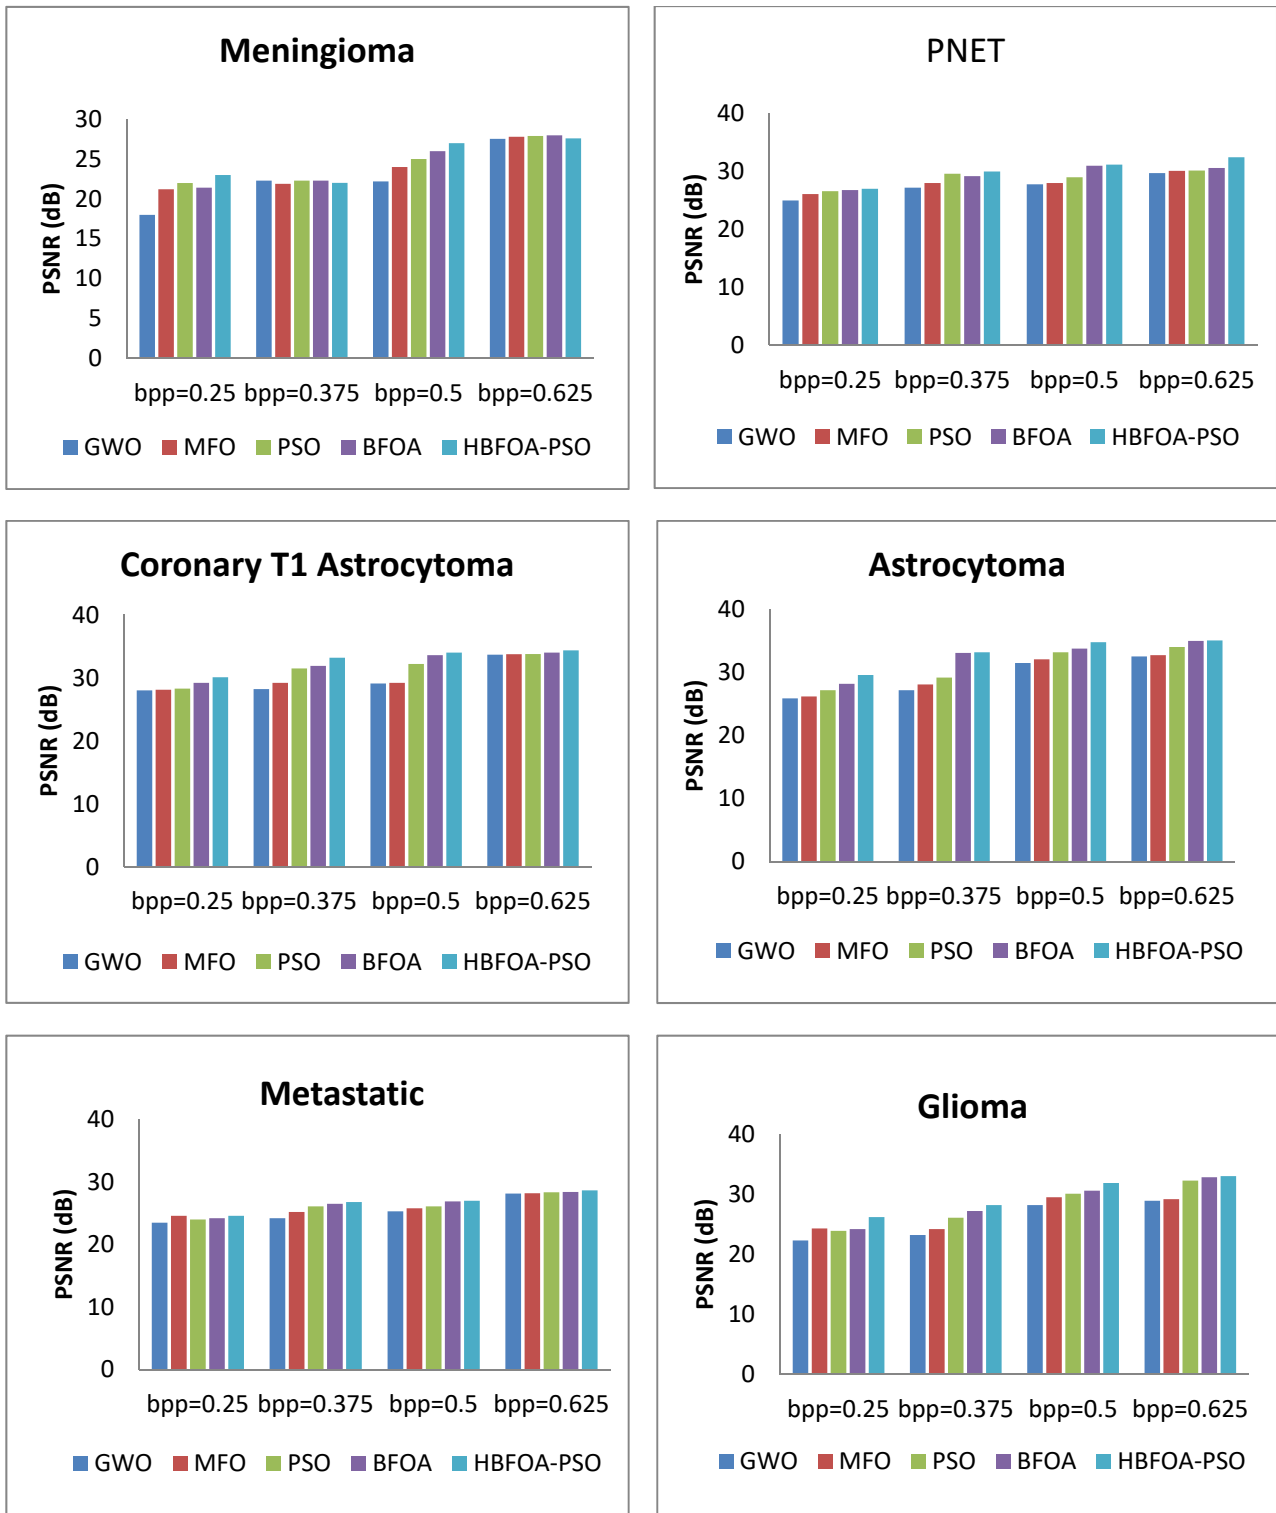 Meningioma
PSNR (dB)
30
25
20
15
10
5
0
bpp=0.25 bpp=0.375 bpp=0.5 bpp=0.625
GWO MFO PSO BFOA HBFOA-PSO
PNET
PSNR (dB)
40
30
20
10
0
bpp=0.25 bpp=0.375 bpp=0.5 bpp=0.625
GWO MFO PSO BFOA HBFOA-PSO
Coronary T1 Astrocytoma
PSNR (dB)
40
30
20
10
0
bpp=0.25 bpp=0.375 bpp=0.5 bpp=0.625
GWO MFO PSO BFOA HBFOA-PSO
Astrocytoma
PSNR (dB)
40
30
20
10
0
bpp=0.25 bpp=0.375 bpp=0.5 bpp=0.625
GWO MFO PSO BFOA HBFOA-PSO
Metastatic
PSNR (dB)
40
30
20
10
0
bpp=0.25 bpp=0.375 bpp=0.5 bpp=0.625
GWO MFO PSO BFOA HBFOA-PSO
Glioma
PSNR (dB)
40
30
20
10
0
bpp=0.25 bpp=0.375 bpp=0.5 bpp=0.625
GWO MFO PSO BFOA HBFOA-PSO